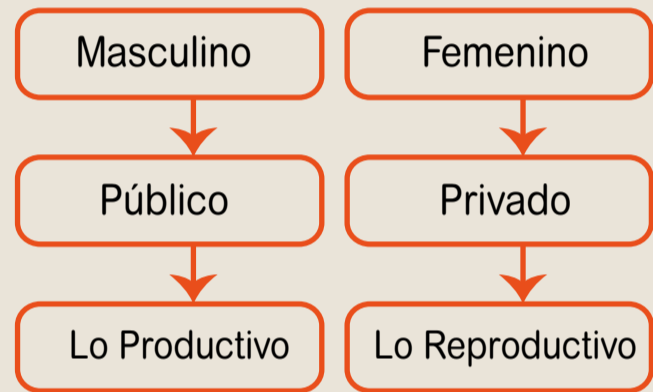 Masculino
Femenino
Público
Privado
Lo Productivo
Lo Reproductivo